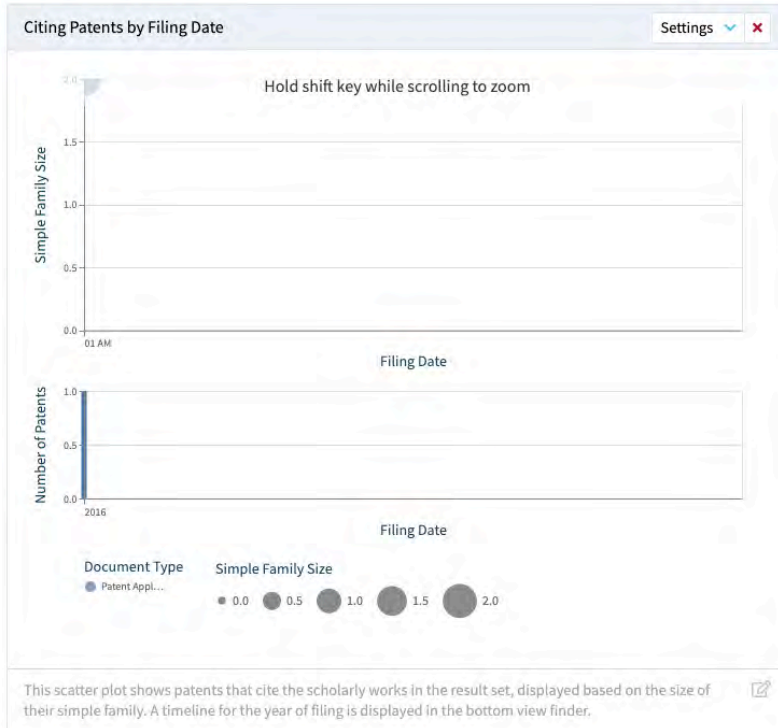 Citing Patents by Filing Date
Settings
Hold shift key while scrolling to zoom
2.0
1.5
1.0
0.5
0.0
Simple Family Size
01 AM
Filing Date
1.0
0.5
0.0
Number of Patents
2016
Filing Date
Document Type
Patent Appl...
Simple Family Size
0.0 0.5 1.0 1.5 2.0
This scatter plot shows patents that cite the scholarly works in the result set, displayed based on the size of
their simple family. A timeline for the year of filing is displayed in the bottom view finder.